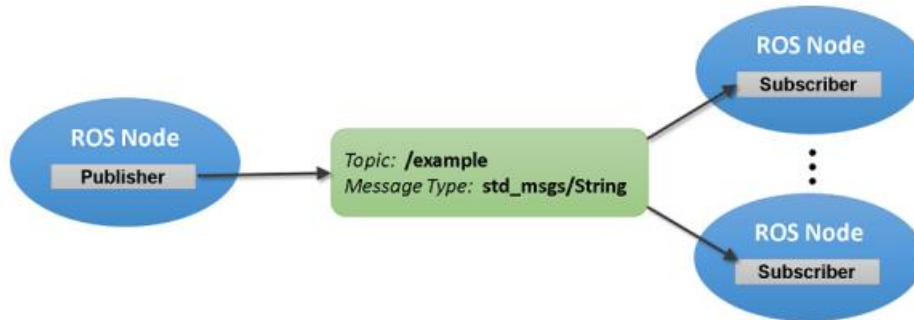 ROS Node
Publisher
Topic: /example
Message Type: std_msgs/String
ROS Node
Subscriber
ROS Node
Subscriber